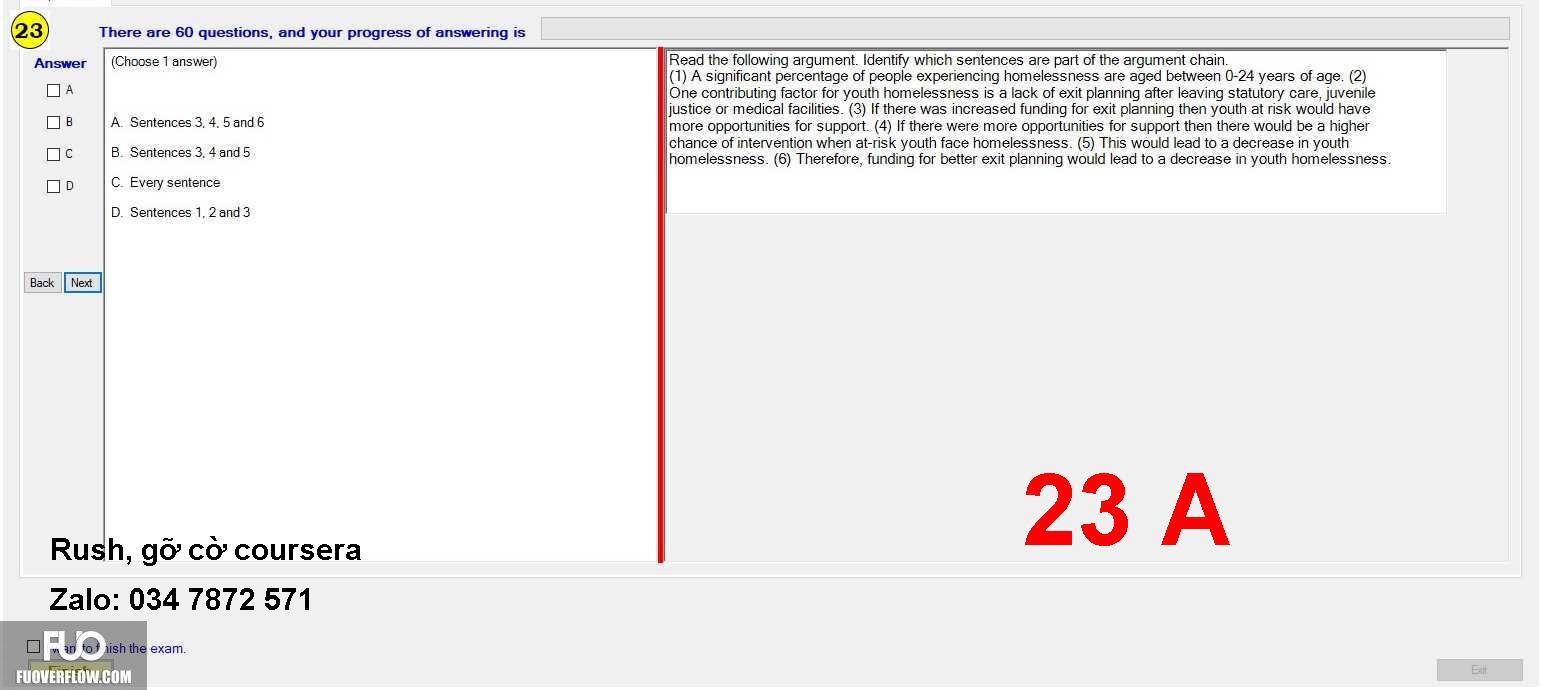 23
There are 60 questions, and your progress of answering is
Answer
A
B
C
D
Back
Next
(Choose 1 answer)
A. Sentences 3, 4, 5 and 6
B. Sentences 3, 4 and 5
C. Every sentence
D. Sentences 1, 2 and 3
Read the following argument. Identify which sentences are part of the argument chain.
(1) A significant percentage of people experiencing homelessness are aged between 0-24 years of age. (2)
One contributing factor for youth homelessness is a lack of exit planning after leaving statutory care, juvenile
justice or medical facilities. (3) If there was increased funding for exit planning then youth at risk would have
more opportunities for support. (4) If there were more opportunities for support then there would be a higher
chance of intervention when at-risk youth face homelessness. (5) This would lead to a decrease in youth
homelessness. (6) Therefore, funding for better exit planning would lead to a decrease in youth homelessness.
23 A
Rush, gỡ cờ coursera
Zalo: 034 7872 571
want to finish the exam.
Finish
FUO
FUOVERFLOW.COM
Exit